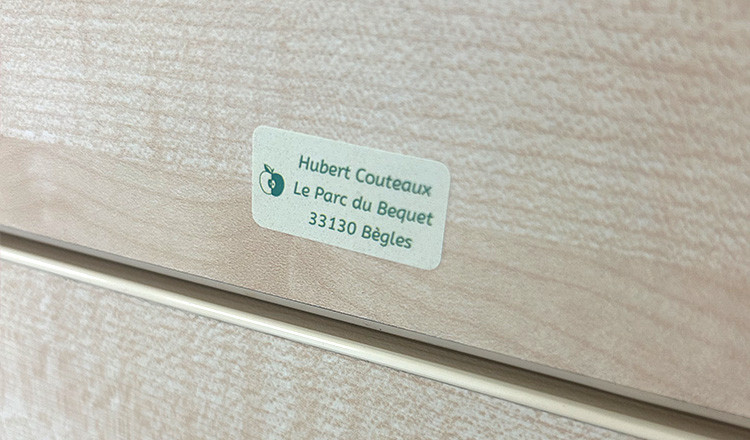 Hubert Couteaux
Le Parc du Bequet
33130 Bègles